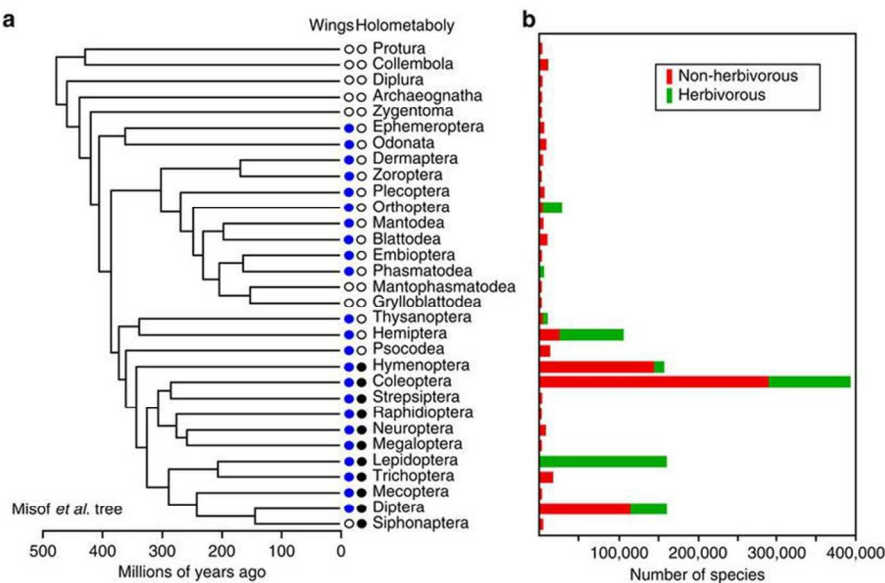 a
Wings Holometaboly
Protura
Collembola
Diplura
Archaeognatha
Zygentoma
Ephemeroptera
Odonata
Dermaptera
Zoroptera
Plecoptera
Orthoptera
Mantodea
Blattodea
Embioptera
Phasmatodea
Mantophasmatodea
Grylloblattodea
Thysanoptera
Hemiptera
Psocodea
Hymenoptera
Coleoptera
Strepsiptera
Raphidioptera
Neuroptera
Megaloptera
Lepidoptera
Trichoptera
Mecoptera
Diptera
Siphonaptera
Misof et al. tree
500 400 300 200 100 0
Millions of years ago
b
Non-herbivorous
Herbivorous
100,000 200,000 300,000 400,000
Number of species